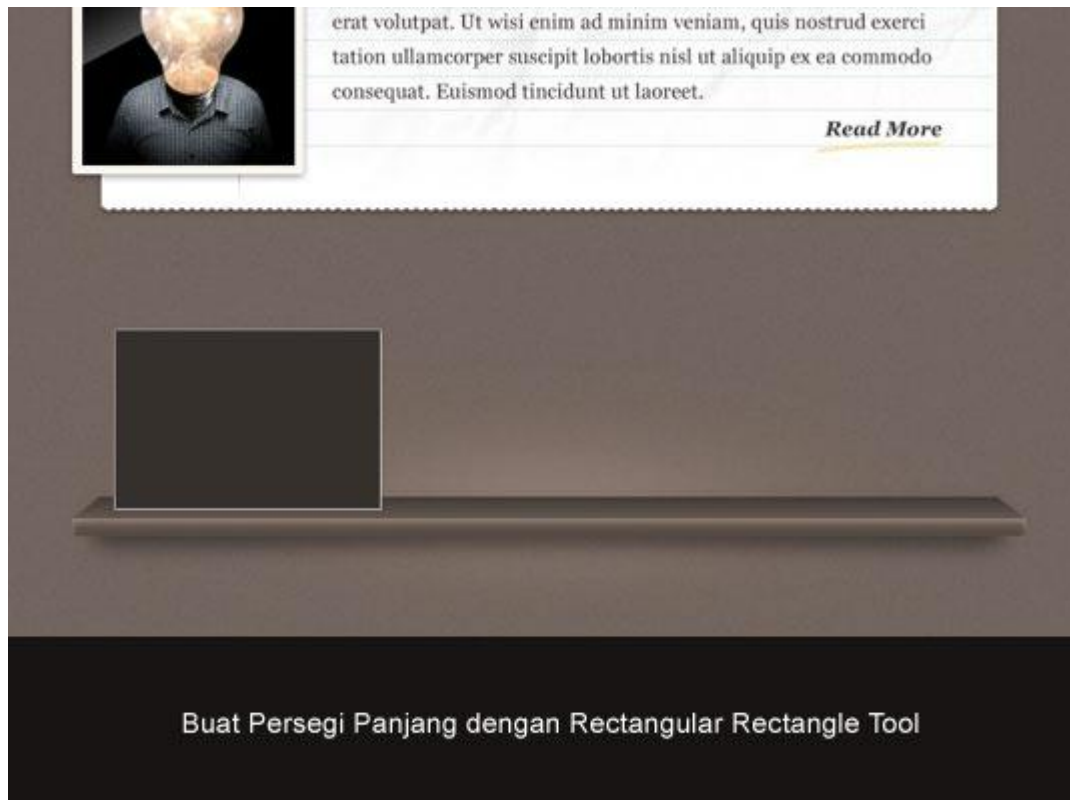 erat volutpat. Ut wisi enim ad minim veniam, quis nostrud exerci
tation ullamcorper suscipit lobortis nisl ut aliquip ex ea commodo
consequat. Euismod tincidunt ut laoreet.
Read More
Buat Persegi Panjang dengan Rectangular Rectangle Tool